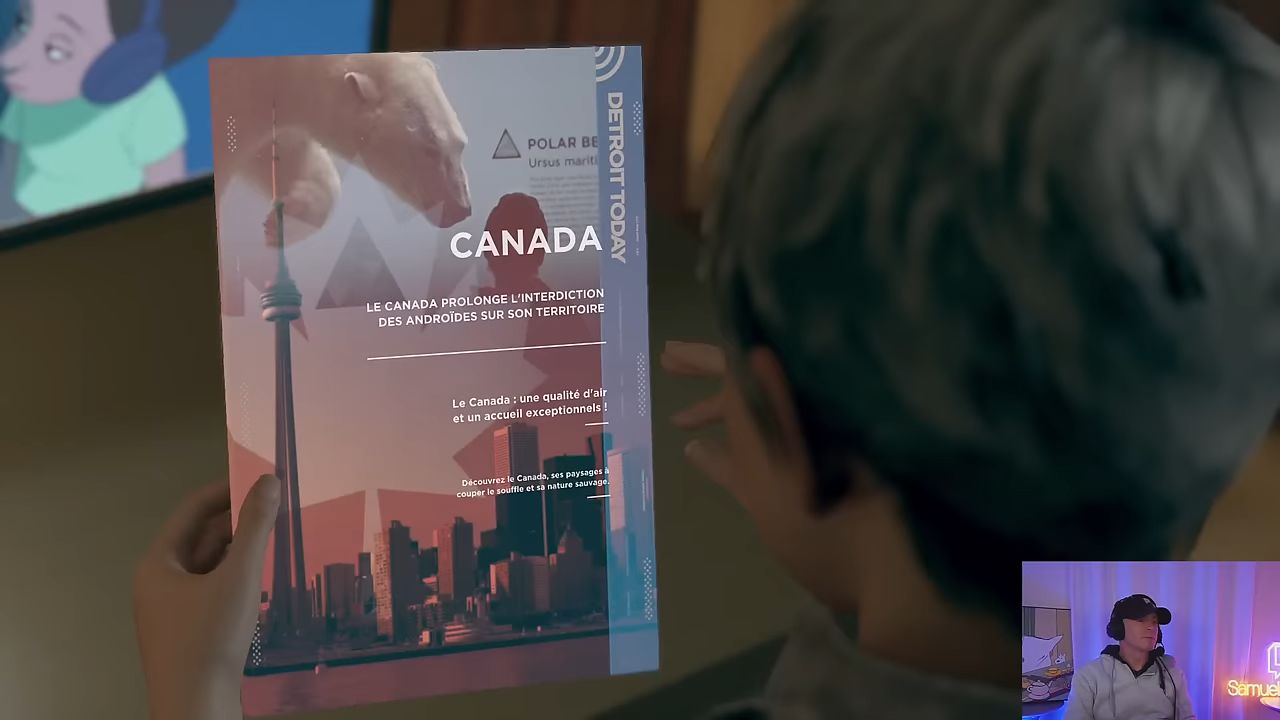 DETROIT TODAY
POLAR BE
Ursus mariti
CANADA
LE CANADA PROLONGE L'INTERDICTION
DES ANDROÏDES SUR SON TERRITOIRE
Le Canada : une qualité d'air
et un accueil exceptionnels !
Découvrez le Canada, ses paysages à
couper le souffle et sa nature sauvage.
Samuel